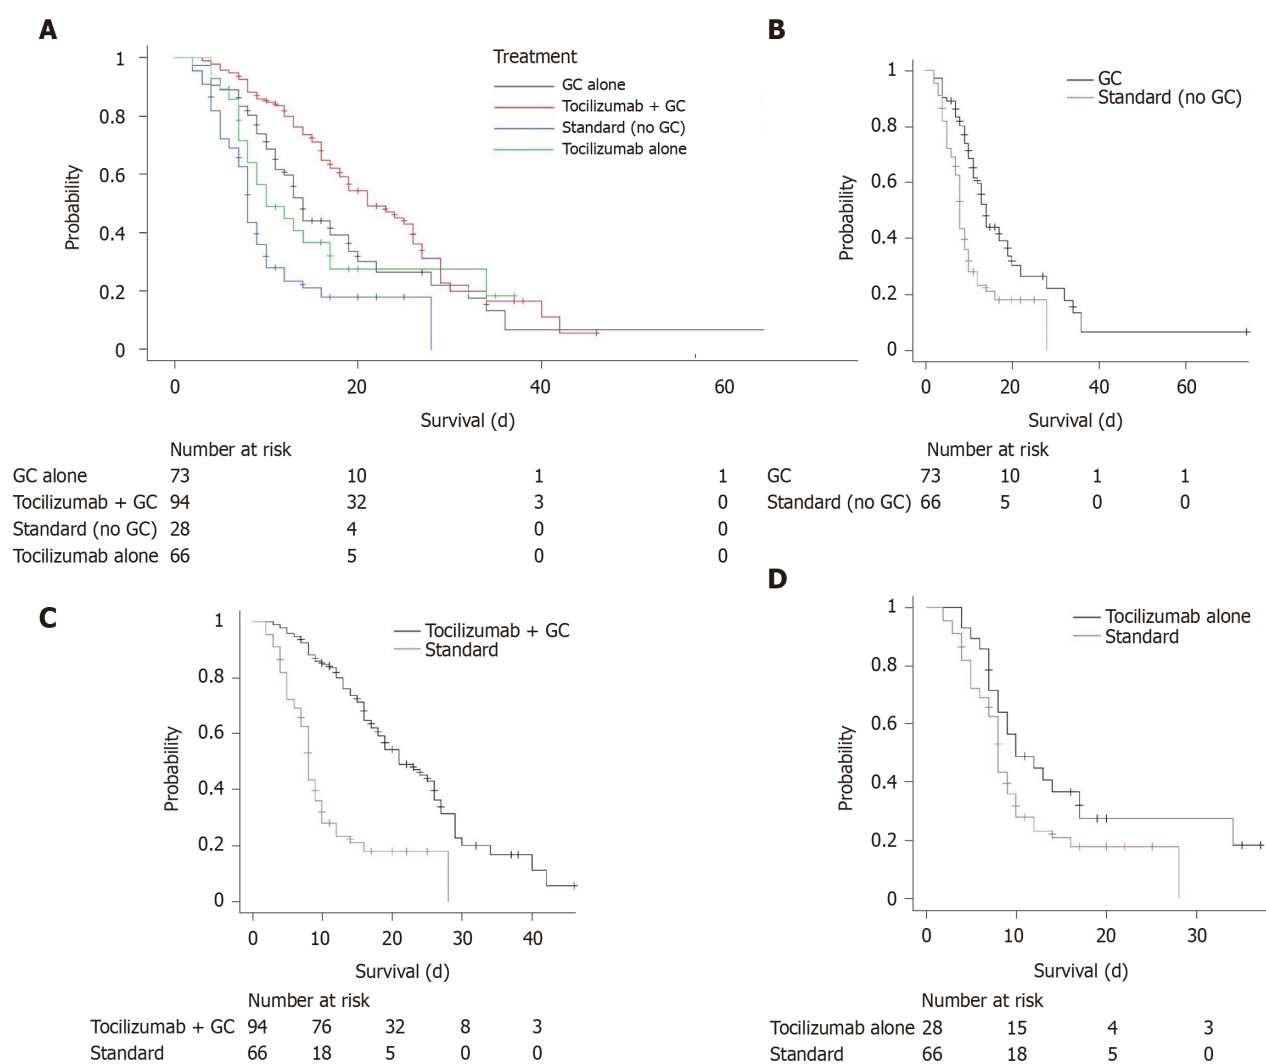 A
Treatment
GC alone
Tocilizumab + GC
Standard (no GC)
Tocilizumab alone
1
0.8
0.6
0.4
0.2
0
Probability
0 20 40 60
Survival (d)
Number at risk
GC alone 73 10 1 1
Tocilizumab + GC 94 32 3 0
Standard (no GC) 28 4 0 0
Tocilizumab alone 66 5 0 0
B
GC
Standard (no GC)
1
0.8
0.6
0.4
0.2
0
Probability
0 20 40 60
Survival (d)
Number at risk
GC 73 10 1 1
Standard (no GC) 66 5 0 0
C
Tocilizumab + GC
Standard
1
0.8
0.6
0.4
0.2
0
Probability
0 10 20 30 40
Survival (d)
Number at risk
Tocilizumab + GC 94 76 32 8 3
Standard 66 18 5 0 0
D
Tocilizumab alone
Standard
1
0.8
0.6
0.4
0.2
0
Probability
0 10 20 30
Survival (d)
Number at risk
Tocilizumab alone 28 15 4 3
Standard 66 18 5 0